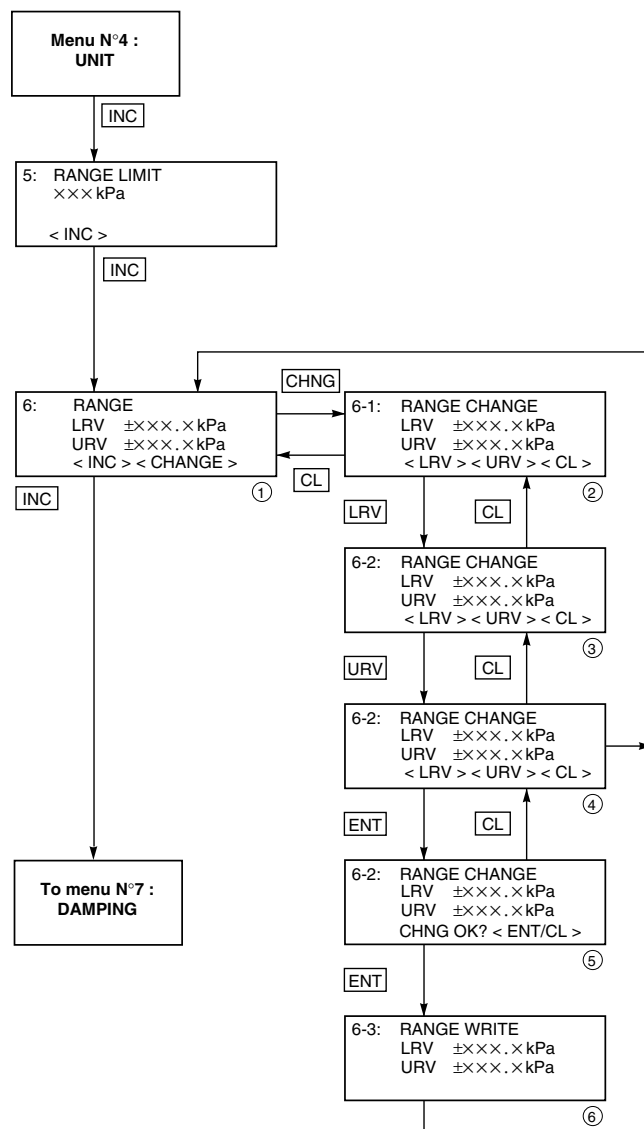 Menu N°4 :
UNIT
INC
5: RANGE LIMIT
××× kPa
< INC >
INC
CHNG
6: RANGE
LRV ±×××.× kPa
URV ±×××.× kPa
< INC > < CHANGE >
①
CL
6-1: RANGE CHANGE
LRV ±×××.× kPa
URV ±×××.× kPa
< LRV > < URV > < CL >
②
INC
LRV
CL
6-2: RANGE CHANGE
LRV ±×××.× kPa
URV ±×××.× kPa
< LRV > < URV > < CL >
③
URV
CL
6-2: RANGE CHANGE
LRV ±×××.× kPa
URV ±×××.× kPa
< LRV > < URV > < CL >
④
ENT
CL
To menu N°7 :
DAMPING
6-2: RANGE CHANGE
LRV ±×××.× kPa
URV ±×××.× kPa
CHNG OK? < ENT/CL >
⑤
ENT
6-3: RANGE WRITE
LRV ±×××.× kPa
URV ±×××.× kPa
⑥